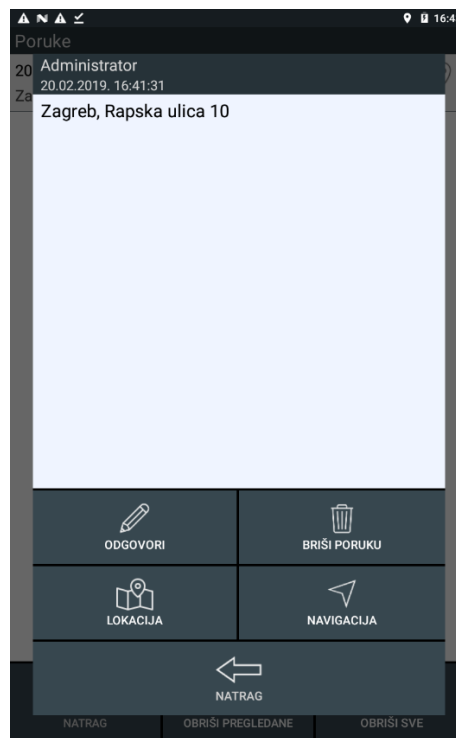 16:4
Poruke
20
Za
Administrator
20.02.2019. 16:41:31
Zagreb, Rapska ulica 10
ODGOVORI
BRIŠI PORUKU
LOKACIJA
NAVIGACIJA
NATRAG
NATRAG
OBRIŠI PREGLEDANE
OBRIŠI SVE